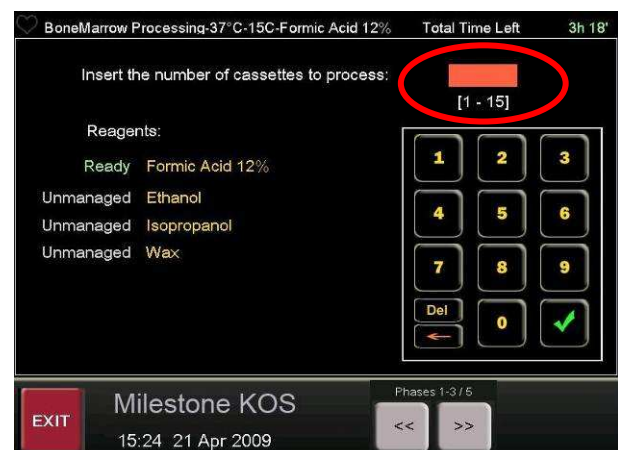 BoneMarrow Processing-37°C-15C-Formic Acid 12% Total Time Left 3h 18'
Insert the number of cassettes to process:
[1 - 15]
Reagents:
Ready Formic Acid 12%
Unmanaged Ethanol
Unmanaged Isopropanol
Unmanaged Wax
1 2 3
4 5 6
7 8 9
Del 0
EXIT
Milestone KOS
15:24 21 Apr 2009
Phases 1-3 / 5
<< >>